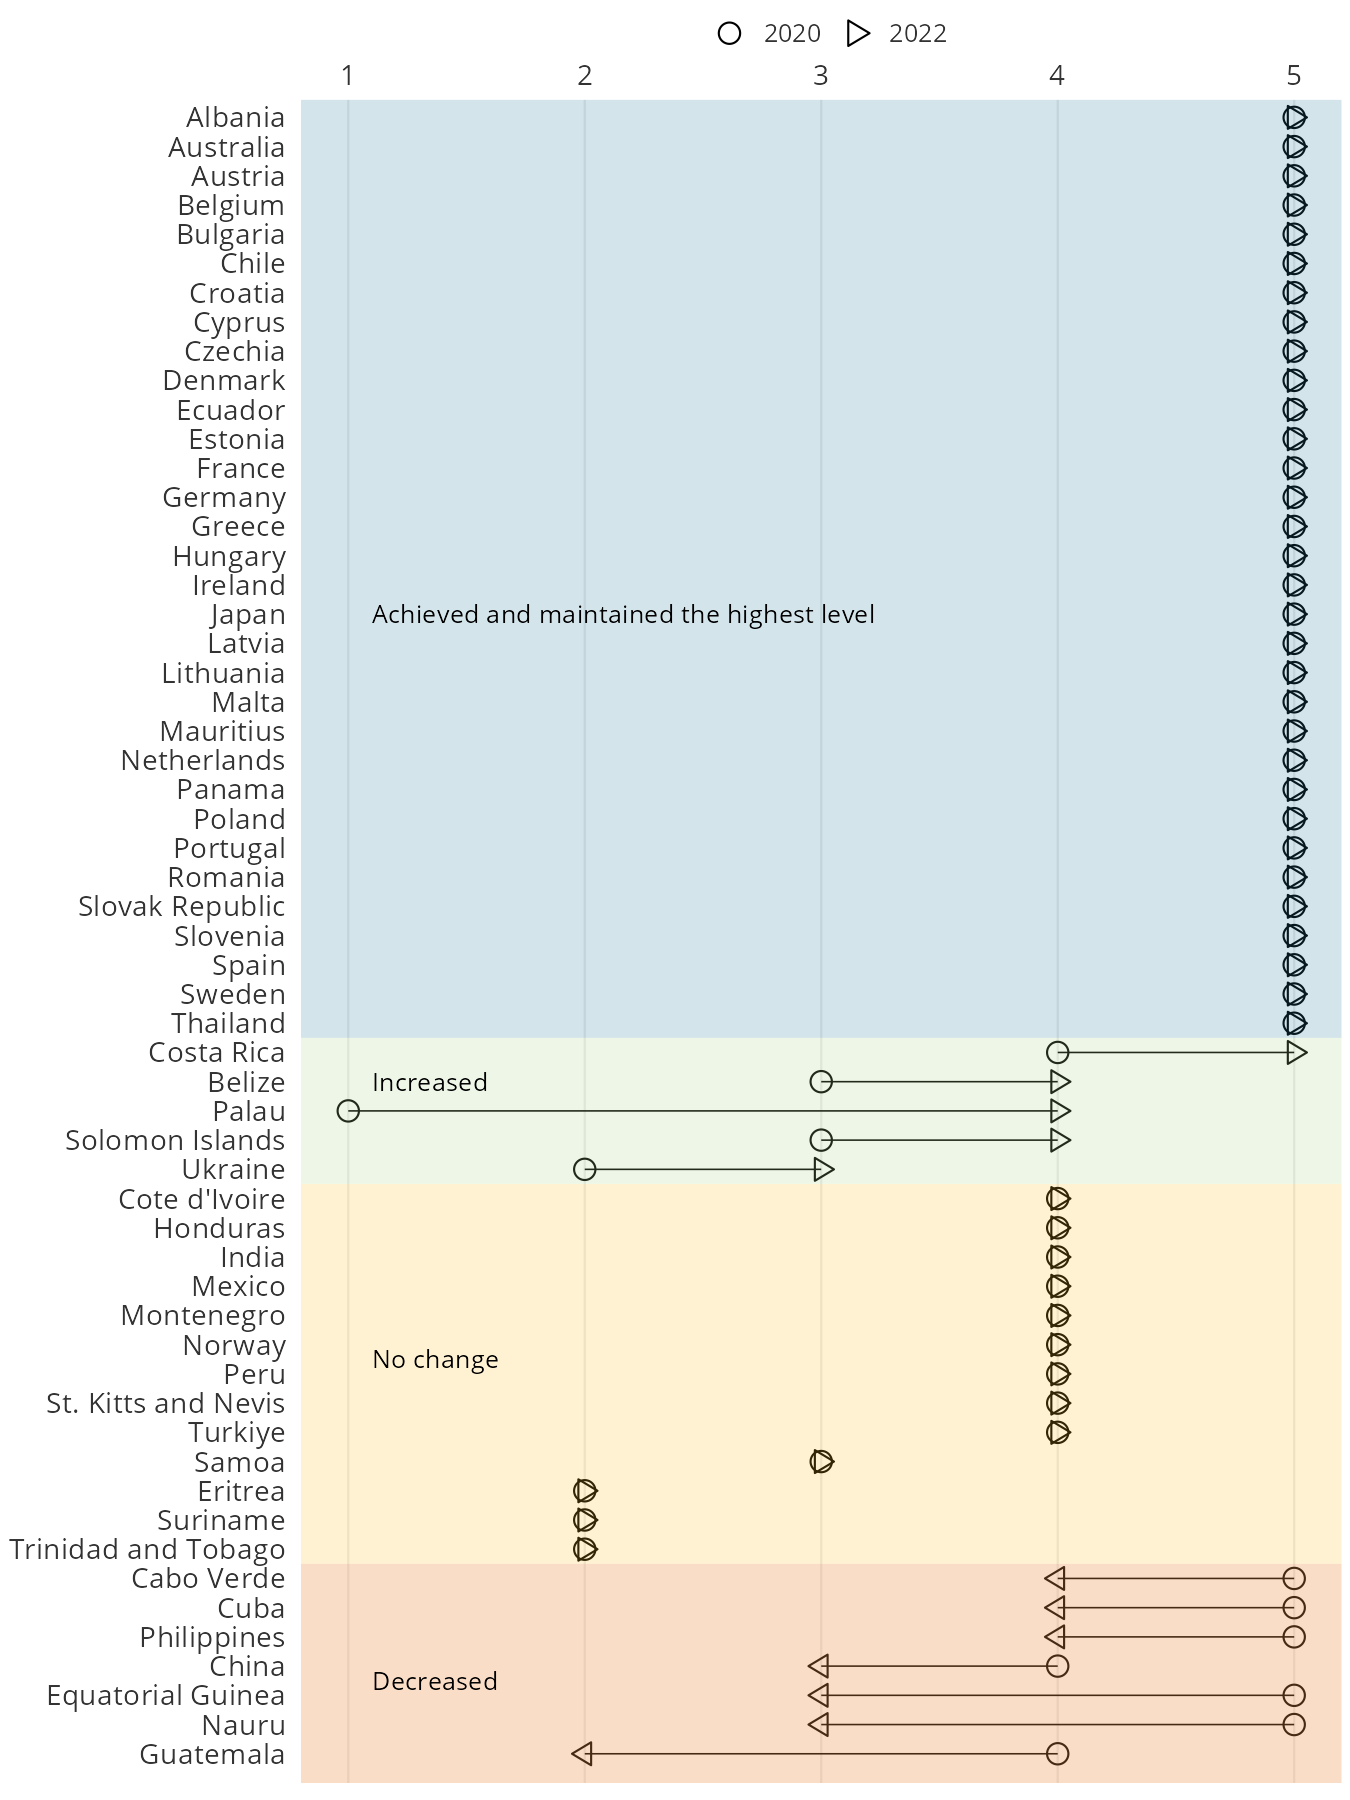 2020 2022
1 2 3 4 5
Albania
Australia
Austria
Belgium
Bulgaria
Chile
Croatia
Cyprus
Czechia
Denmark
Ecuador
Estonia
France
Germany
Greece
Hungary
Ireland
Japan Achieved and maintained the highest level
Latvia
Lithuania
Malta
Mauritius
Netherlands
Panama
Poland
Portugal
Romania
Slovak Republic
Slovenia
Spain
Sweden
Thailand
Costa Rica
Belize Increased
Palau
Solomon Islands
Ukraine
Cote d'Ivoire
Honduras
India
Mexico
Montenegro
Norway
No change
Peru
St. Kitts and Nevis
Turkiye
Samoa
Eritrea
Suriname
Trinidad and Tobago
Cabo Verde
Cuba
Philippines
China
Decreased
Equatorial Guinea
Nauru
Guatemala